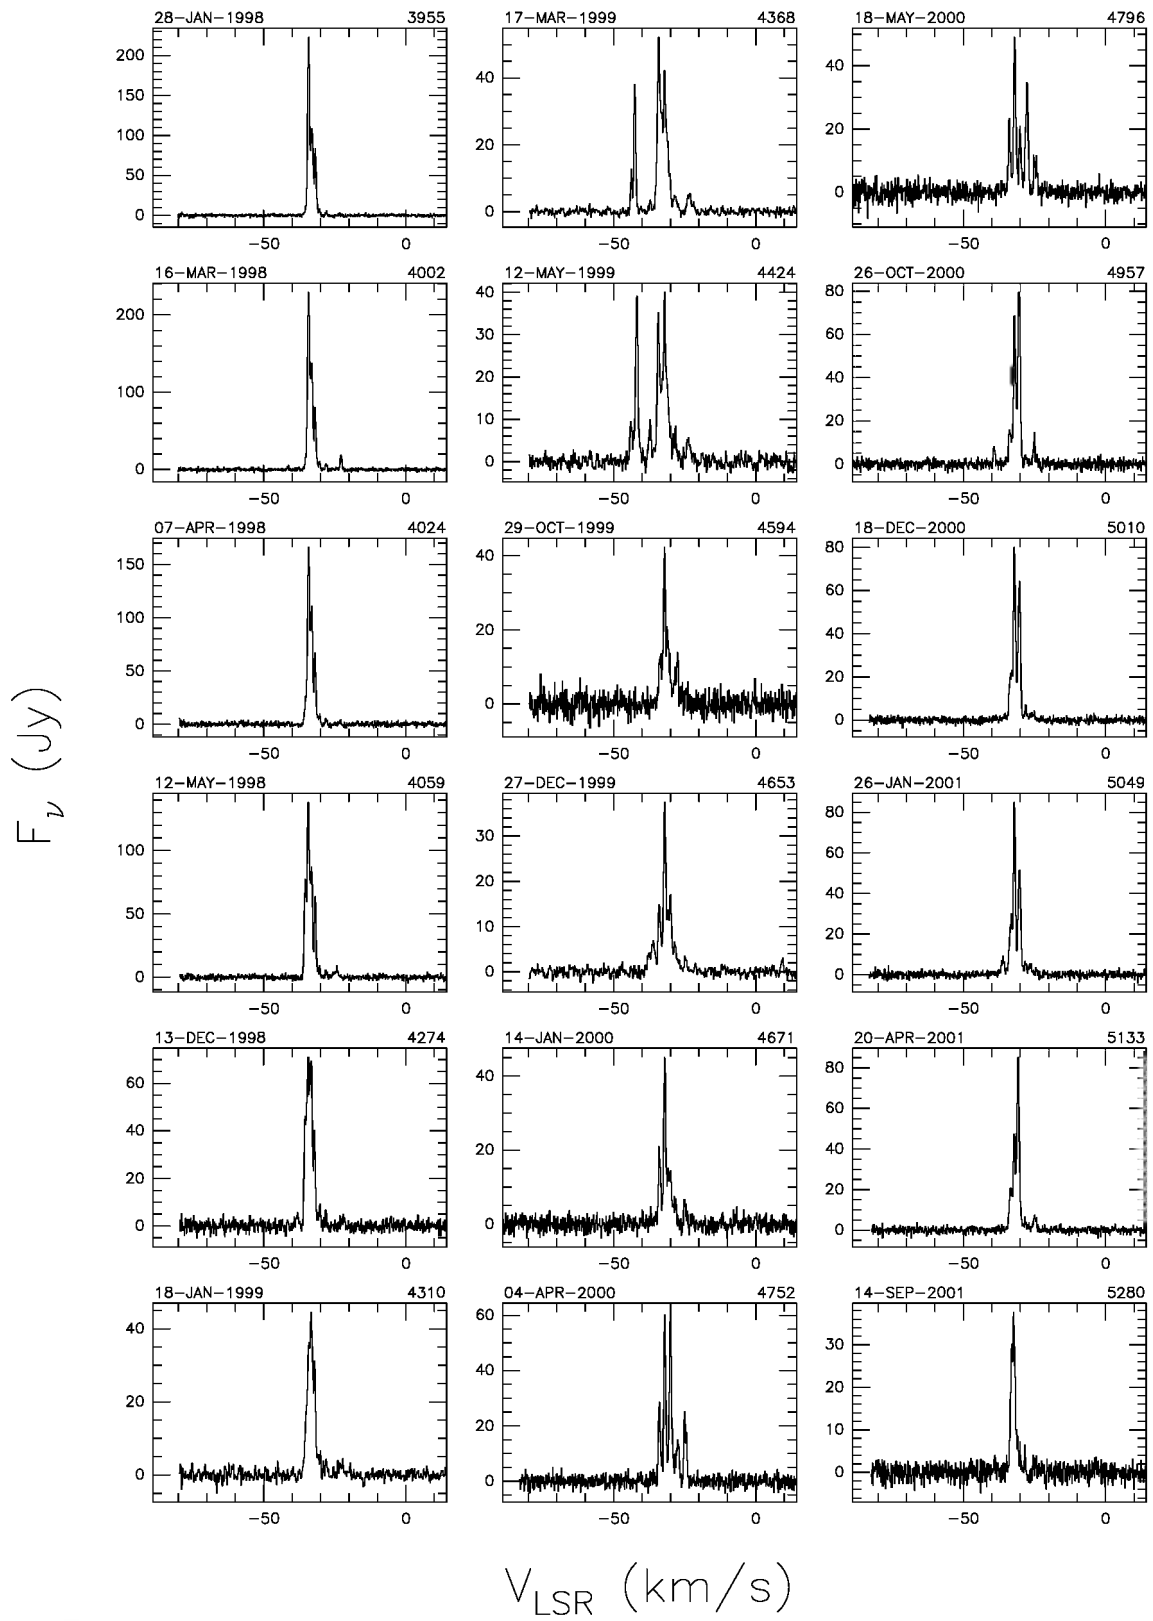 28-JAN-1998 3955 17-MAR-1999 4368 18-MAY-2000 4796
200 150 100 50 0
40 20 0
40 20 0
-50 0 -50 0 -50 0
16-MAR-1998 4002 12-MAY-1999 4424 26-OCT-2000 4957
200 100 0
40 30 20 10 0
80 60 40 20 0
-50 0 -50 0 -50 0
07-APR-1998 4024 29-OCT-1999 4594 18-DEC-2000 5010
150 100 50 0
40 20 0
80 60 40 20 0
-50 0 -50 0 -50 0
Fν (Jy)
12-MAY-1998 4059 27-DEC-1999 4653 26-JAN-2001 5049
100 50 0
30 20 10 0
80 60 40 20 0
-50 0 -50 0 -50 0
13-DEC-1998 4274 14-JAN-2000 4671 20-APR-2001 5133
60 40 20 0
40 20 0
80 60 40 20 0
-50 0 -50 0 -50 0
18-JAN-1999 4310 04-APR-2000 4752 14-SEP-2001 5280
40 20 0
60 40 20 0
30 20 10 0
-50 0 -50 0 -50 0
VLSR (km/s)